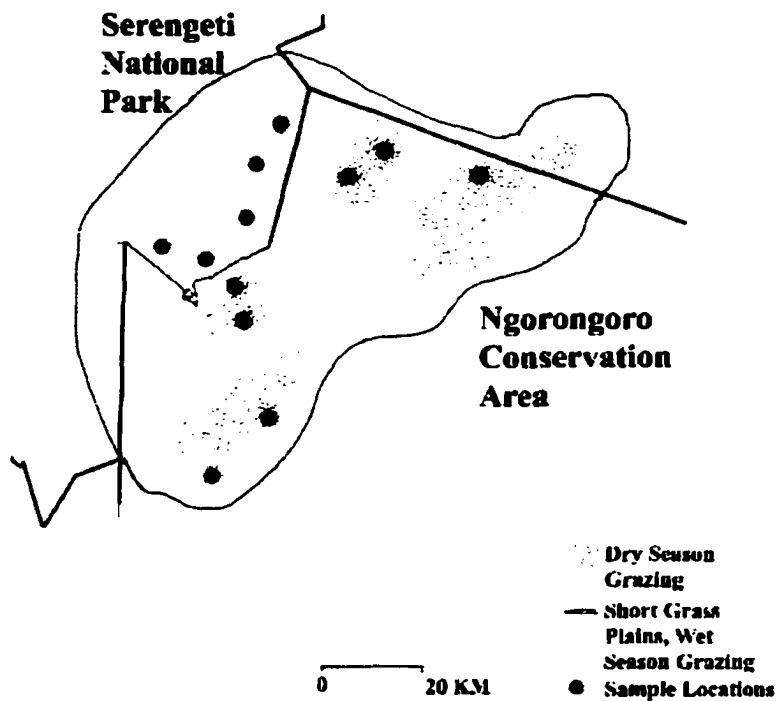 Serengeti
National
Park
Ngorongoro
Conservation
Area
Dry Season
Grazing
Short Grass
Plains, Wet
Season Grazing
Sample Locations
0 20 KM